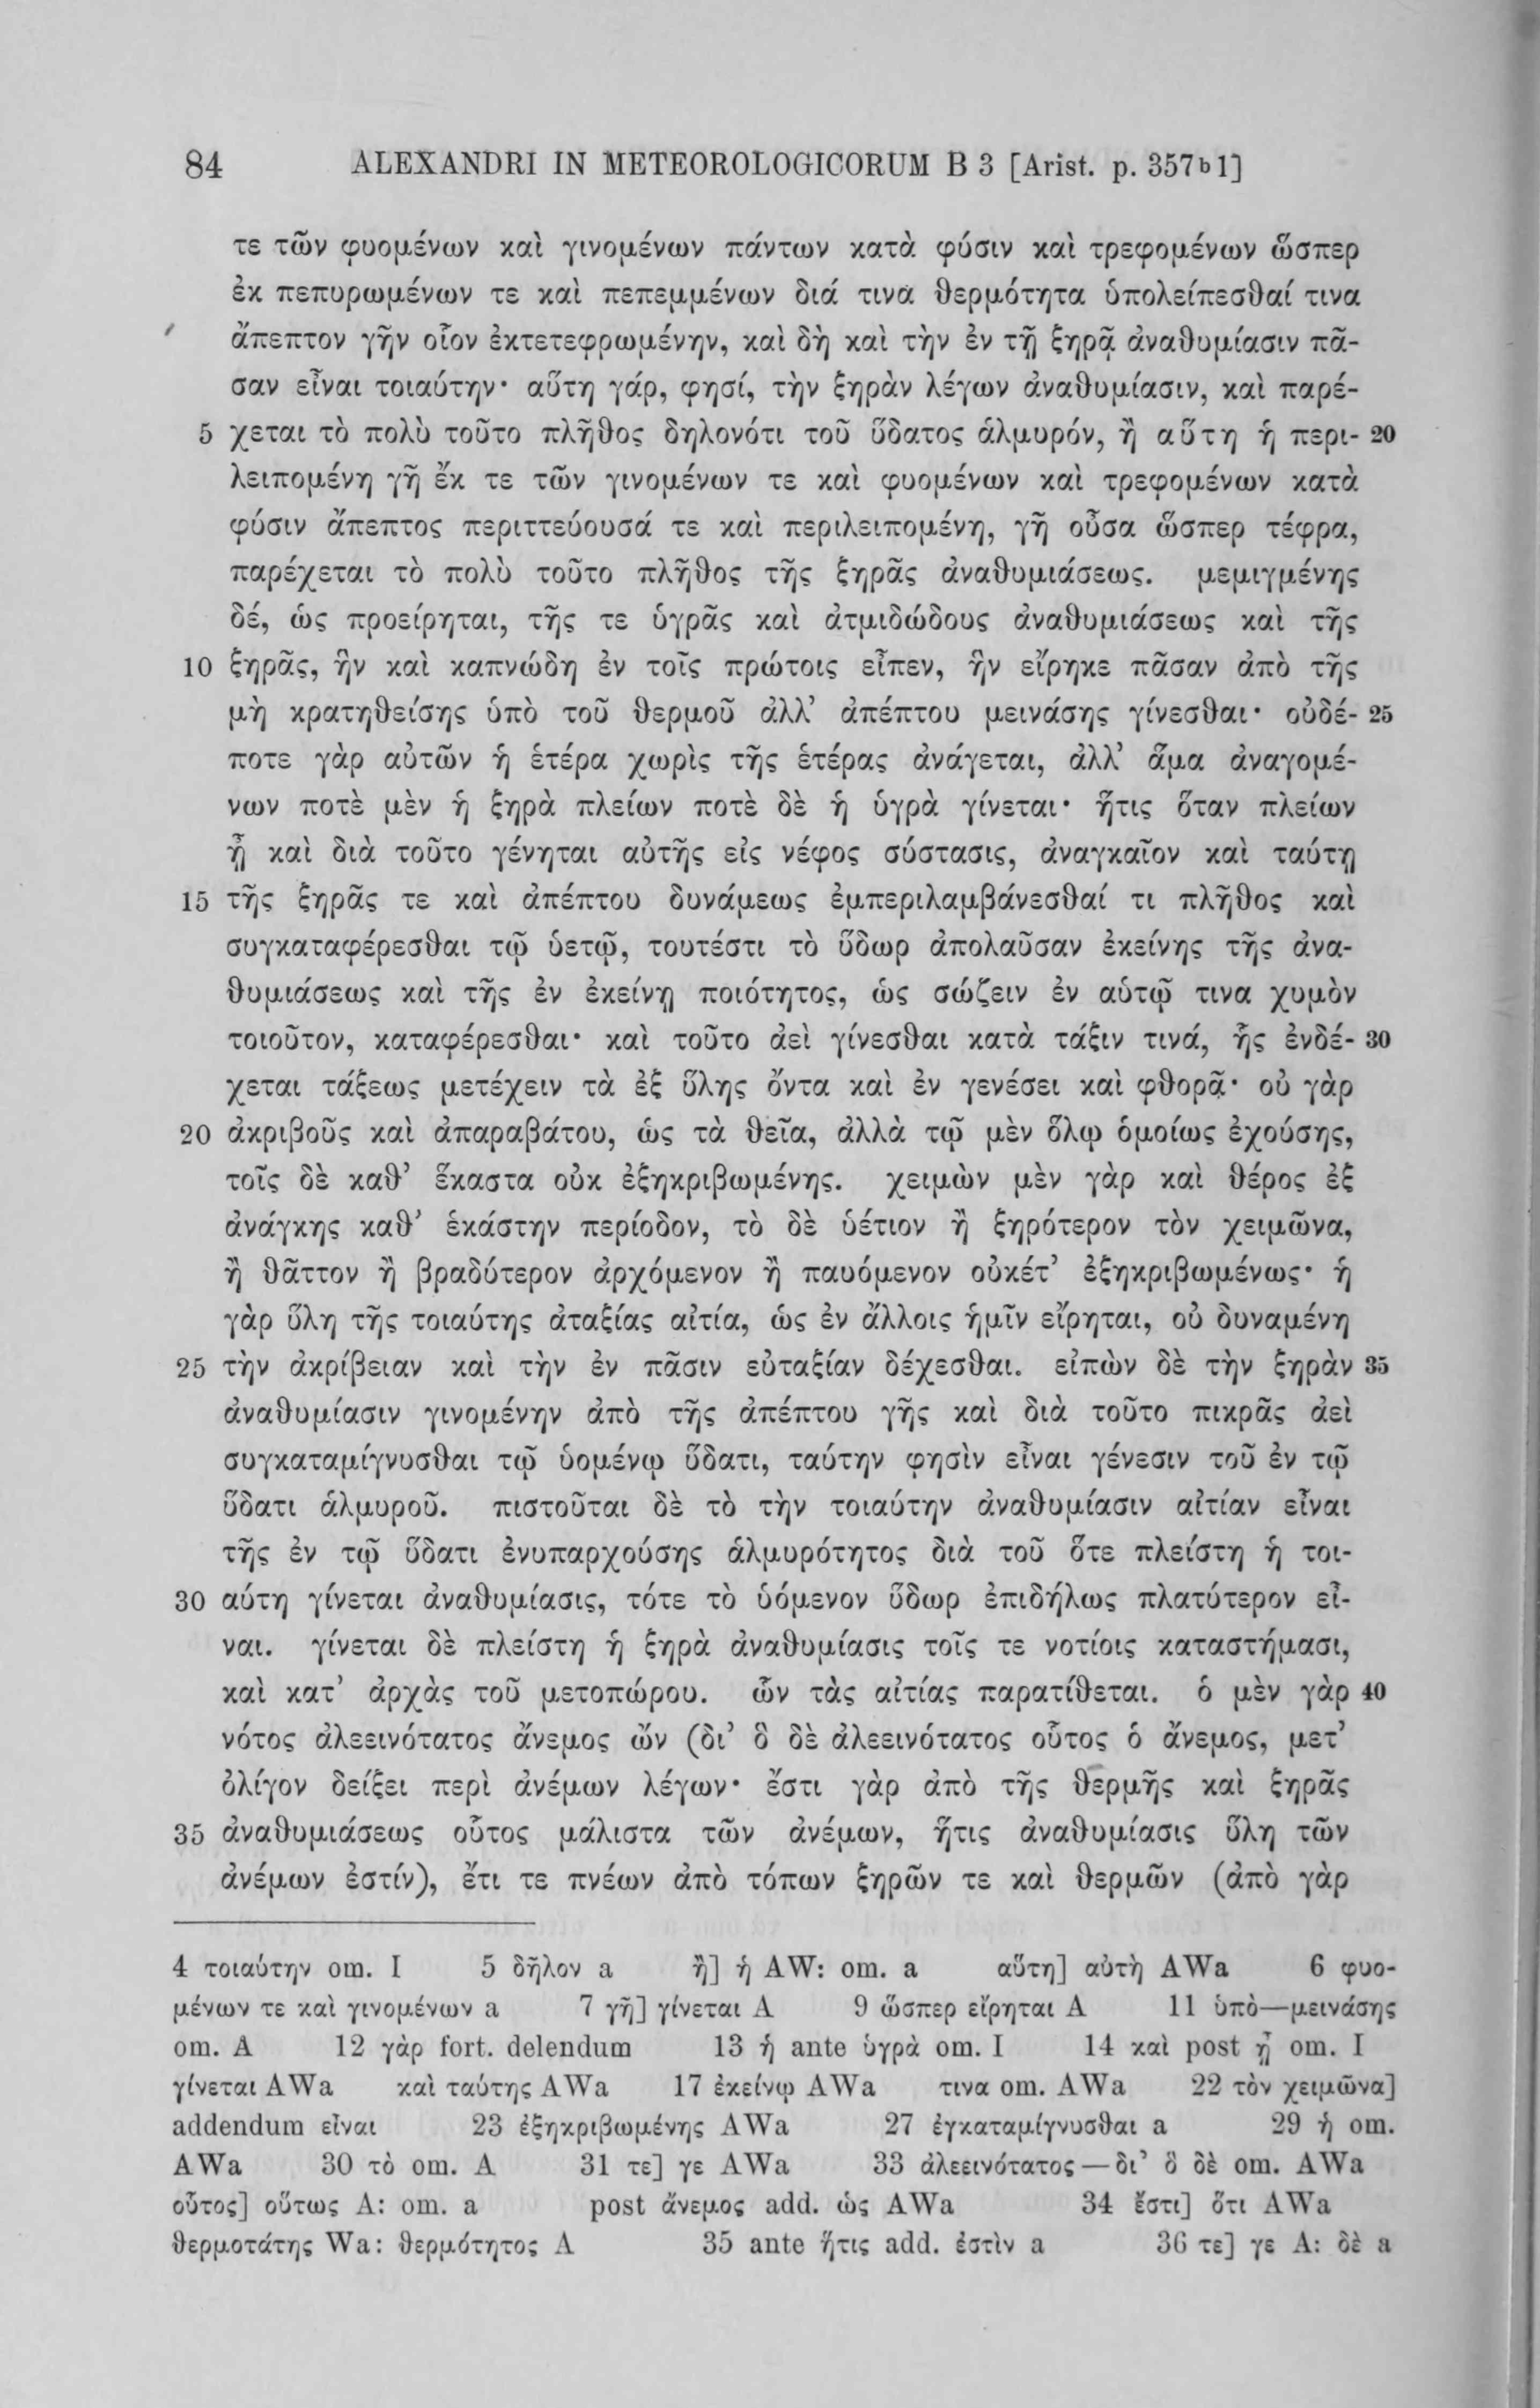 84 ALEXANDRI IN METEOROLOGICORUM B 3 [Arist. p. 357b1]
τε τῶν φυομένων καὶ γινομένων πάντων κατὰ φύσιν καὶ τρεφομένων ὥσπερ
ἐκ πεπυρωμένων τε καὶ πεπεμμένων διά τινα θερμότητα ὑπολείπεσθαί τινα
ἄπεπτον γῆν οἷον ἐκτετεφρωμένην, καὶ δὴ καὶ τὴν ἐν τῇ ξηρᾷ ἀναθυμίασιν πᾶ-
σαν εἶναι τοιαύτην· αὕτη γάρ, φησί, τὴν ξηρὰν λέγων ἀναθυμίασιν, καὶ παρέ-
5 χεται τὸ πολὺ τοῦτο πλῆθος δηλονότι τοῦ ὕδατος ἁλμυρόν, ἢ αὕτη ἡ περι- 20
λειπομένη γῆ ἔκ τε τῶν γινομένων τε καὶ φυομένων καὶ τρεφομένων κατὰ
φύσιν ἄπεπτος περιττεύουσά τε καὶ περιλειπομένη, γῆ οὖσα ὥσπερ τέφρα,
παρέχεται τὸ πολὺ τοῦτο πλῆθος τῆς ξηρᾶς ἀναθυμιάσεως. μεμιγμένης
δέ, ὡς προείρηται, τῆς τε ὑγρᾶς καὶ ἀτμιδώδους ἀναθυμιάσεως καὶ τῆς
10 ξηρᾶς, ἣν καὶ καπνώδη ἐν τοῖς πρώτοις εἶπεν, ἣν εἴρηκε πᾶσαν ἀπὸ τῆς
μὴ κρατηθείσης ὑπὸ τοῦ θερμοῦ ἀλλ’ ἀπέπτου μεινάσης γίνεσθαι· οὐδέ- 25
ποτε γὰρ αὐτῶν ἡ ἑτέρα χωρὶς τῆς ἑτέρας ἀνάγεται, ἀλλ’ ἅμα ἀναγομέ-
νων ποτὲ μὲν ἡ ξηρὰ πλείων ποτὲ δὲ ἡ ὑγρὰ γίνεται· ἥτις ὅταν πλείων
ᾖ καὶ διὰ τοῦτο γένηται αὐτῆς εἰς νέφος σύστασις, ἀναγκαῖον καὶ ταύτῃ
15 τῆς ξηρᾶς τε καὶ ἀπέπτου δυνάμεως ἐμπεριλαμβάνεσθαί τι πλῆθος καὶ
συγκαταφέρεσθαι τῷ ὑετῷ, τουτέστι τὸ ὕδωρ ἀπολαῦσαν ἐκείνης τῆς ἀνα-
θυμιάσεως καὶ τῆς ἐν ἐκείνῃ ποιότητος, ὡς σώζειν ἐν αὑτῷ τινα χυμὸν
τοιοῦτον, καταφέρεσθαι· καὶ τοῦτο ἀεὶ γίνεσθαι κατὰ τάξιν τινά, ἧς ἐνδέ- 30
χεται τάξεως μετέχειν τὰ ἐξ ὕλης ὄντα καὶ ἐν γενέσει καὶ φθορᾷ· οὐ γὰρ
20 ἀκριβοῦς καὶ ἀπαραβάτου, ὡς τὰ θεῖα, ἀλλὰ τῷ μὲν ὅλῳ ὁμοίως ἐχούσης,
τοῖς δὲ καθ’ ἕκαστα οὐκ ἐξηκριβωμένης. χειμὼν μὲν γὰρ καὶ θέρος ἐξ
ἀνάγκης καθ’ ἑκάστην περίοδον, τὸ δὲ ὑέτιον ἢ ξηρότερον τὸν χειμῶνα,
ἢ θᾶττον ἢ βραδύτερον ἀρχόμενον ἢ παυόμενον οὐκέτ’ ἐξηκριβωμένως· ἡ
γὰρ ὕλη τῆς τοιαύτης ἀταξίας αἰτία, ὡς ἐν ἄλλοις ἡμῖν εἴρηται, οὐ δυναμένη
25 τὴν ἀκρίβειαν καὶ τὴν ἐν πᾶσιν εὐταξίαν δέχεσθαι. εἰπὼν δὲ τὴν ξηρὰν 35
ἀναθυμίασιν γινομένην ἀπὸ τῆς ἀπέπτου γῆς καὶ διὰ τοῦτο πικρᾶς ἀεὶ
συγκαταμίγνυσθαι τῷ ὑομένῳ ὕδατι, ταύτην φησὶν εἶναι γένεσιν τοῦ ἐν τῷ
ὕδατι ἁλμυροῦ. πιστοῦται δὲ τὸ τὴν τοιαύτην ἀναθυμίασιν αἰτίαν εἶναι
τῆς ἐν τῷ ὕδατι ἐνυπαρχούσης ἁλμυρότητος διὰ τοῦ ὅτε πλείστη ἡ τοι-
30 αύτη γίνεται ἀναθυμίασις, τότε τὸ ὑόμενον ὕδωρ ἐπιδήλως πλατύτερον εἶ-
ναι. γίνεται δὲ πλείστη ἡ ξηρὰ ἀναθυμίασις τοῖς τε νοτίοις καταστήμασι,
καὶ κατ’ ἀρχὰς τοῦ μετοπώρου. ὧν τὰς αἰτίας παρατίθεται. ὁ μὲν γὰρ 40
νότος ἀλεεινότατος ἄνεμος ὤν (δι’ ὃ δὲ ἀλεεινότατος οὗτος ὁ ἄνεμος, μετ’
ὀλίγον δείξει περὶ ἀνέμων λέγων· ἔστι γὰρ ἀπὸ τῆς θερμῆς καὶ ξηρᾶς
35 ἀναθυμιάσεως οὗτος μάλιστα τῶν ἀνέμων, ἥτις ἀναθυμίασις ὕλη τῶν
ἀνέμων ἐστίν), ἔτι τε πνέων ἀπὸ τόπων ξηρῶν τε καὶ θερμῶν (ἀπὸ γὰρ
4 τοιαύτην om. I 5 δῆλον a ἢ] ἡ AW: om. a αὕτη] αὐτὴ AWa 6 φυο-
μένων τε καὶ γινομένων a 7 γῆ] γίνεται A 9 ὥσπερ εἴρηται A 11 ὑπὸ—μεινάσης
om. A 12 γὰρ fort. delendum 13 ἡ ante ὑγρὰ om. I 14 καὶ post ᾖ om. I
γίνεται AWa καὶ ταύτης AWa 17 ἐκείνῳ AWa τινα om. AWa 22 τὸν χειμῶνα]
addendum εἶναι 23 ἐξηκριβωμένης AWa 27 ἐγκαταμίγνυσθαι a 29 ἡ om.
AWa 30 τὸ om. A 31 τε] γε AWa 33 ἀλεεινότατος — δι’ ὃ δὲ om. AWa
οὗτος] οὕτως A: om. a post ἄνεμος add. ὡς AWa 34 ἔστι] ὅτι AWa
θερμοτάτης Wa: θερμότητος A 35 ante ἥτις add. ἐστὶν a 36 τε] γε A: δὲ a